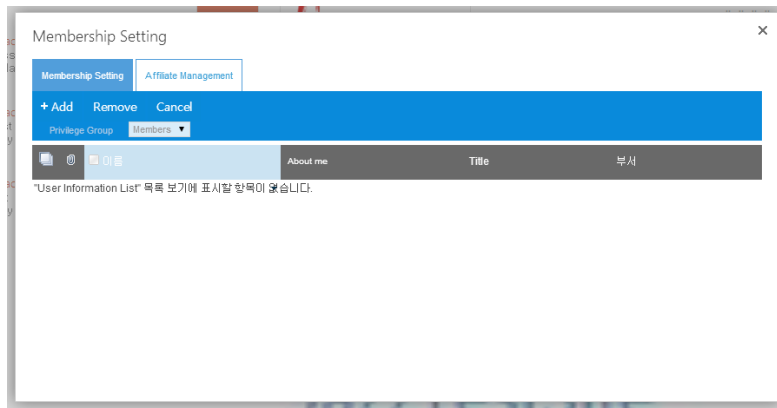 Membership Setting
Membership Setting Affiliate Management
+ Add Remove Cancel
Privilege Group Members
이름 About me Title 부서
"User Information List" 목록 보기에 표시할 항목이 없습니다.